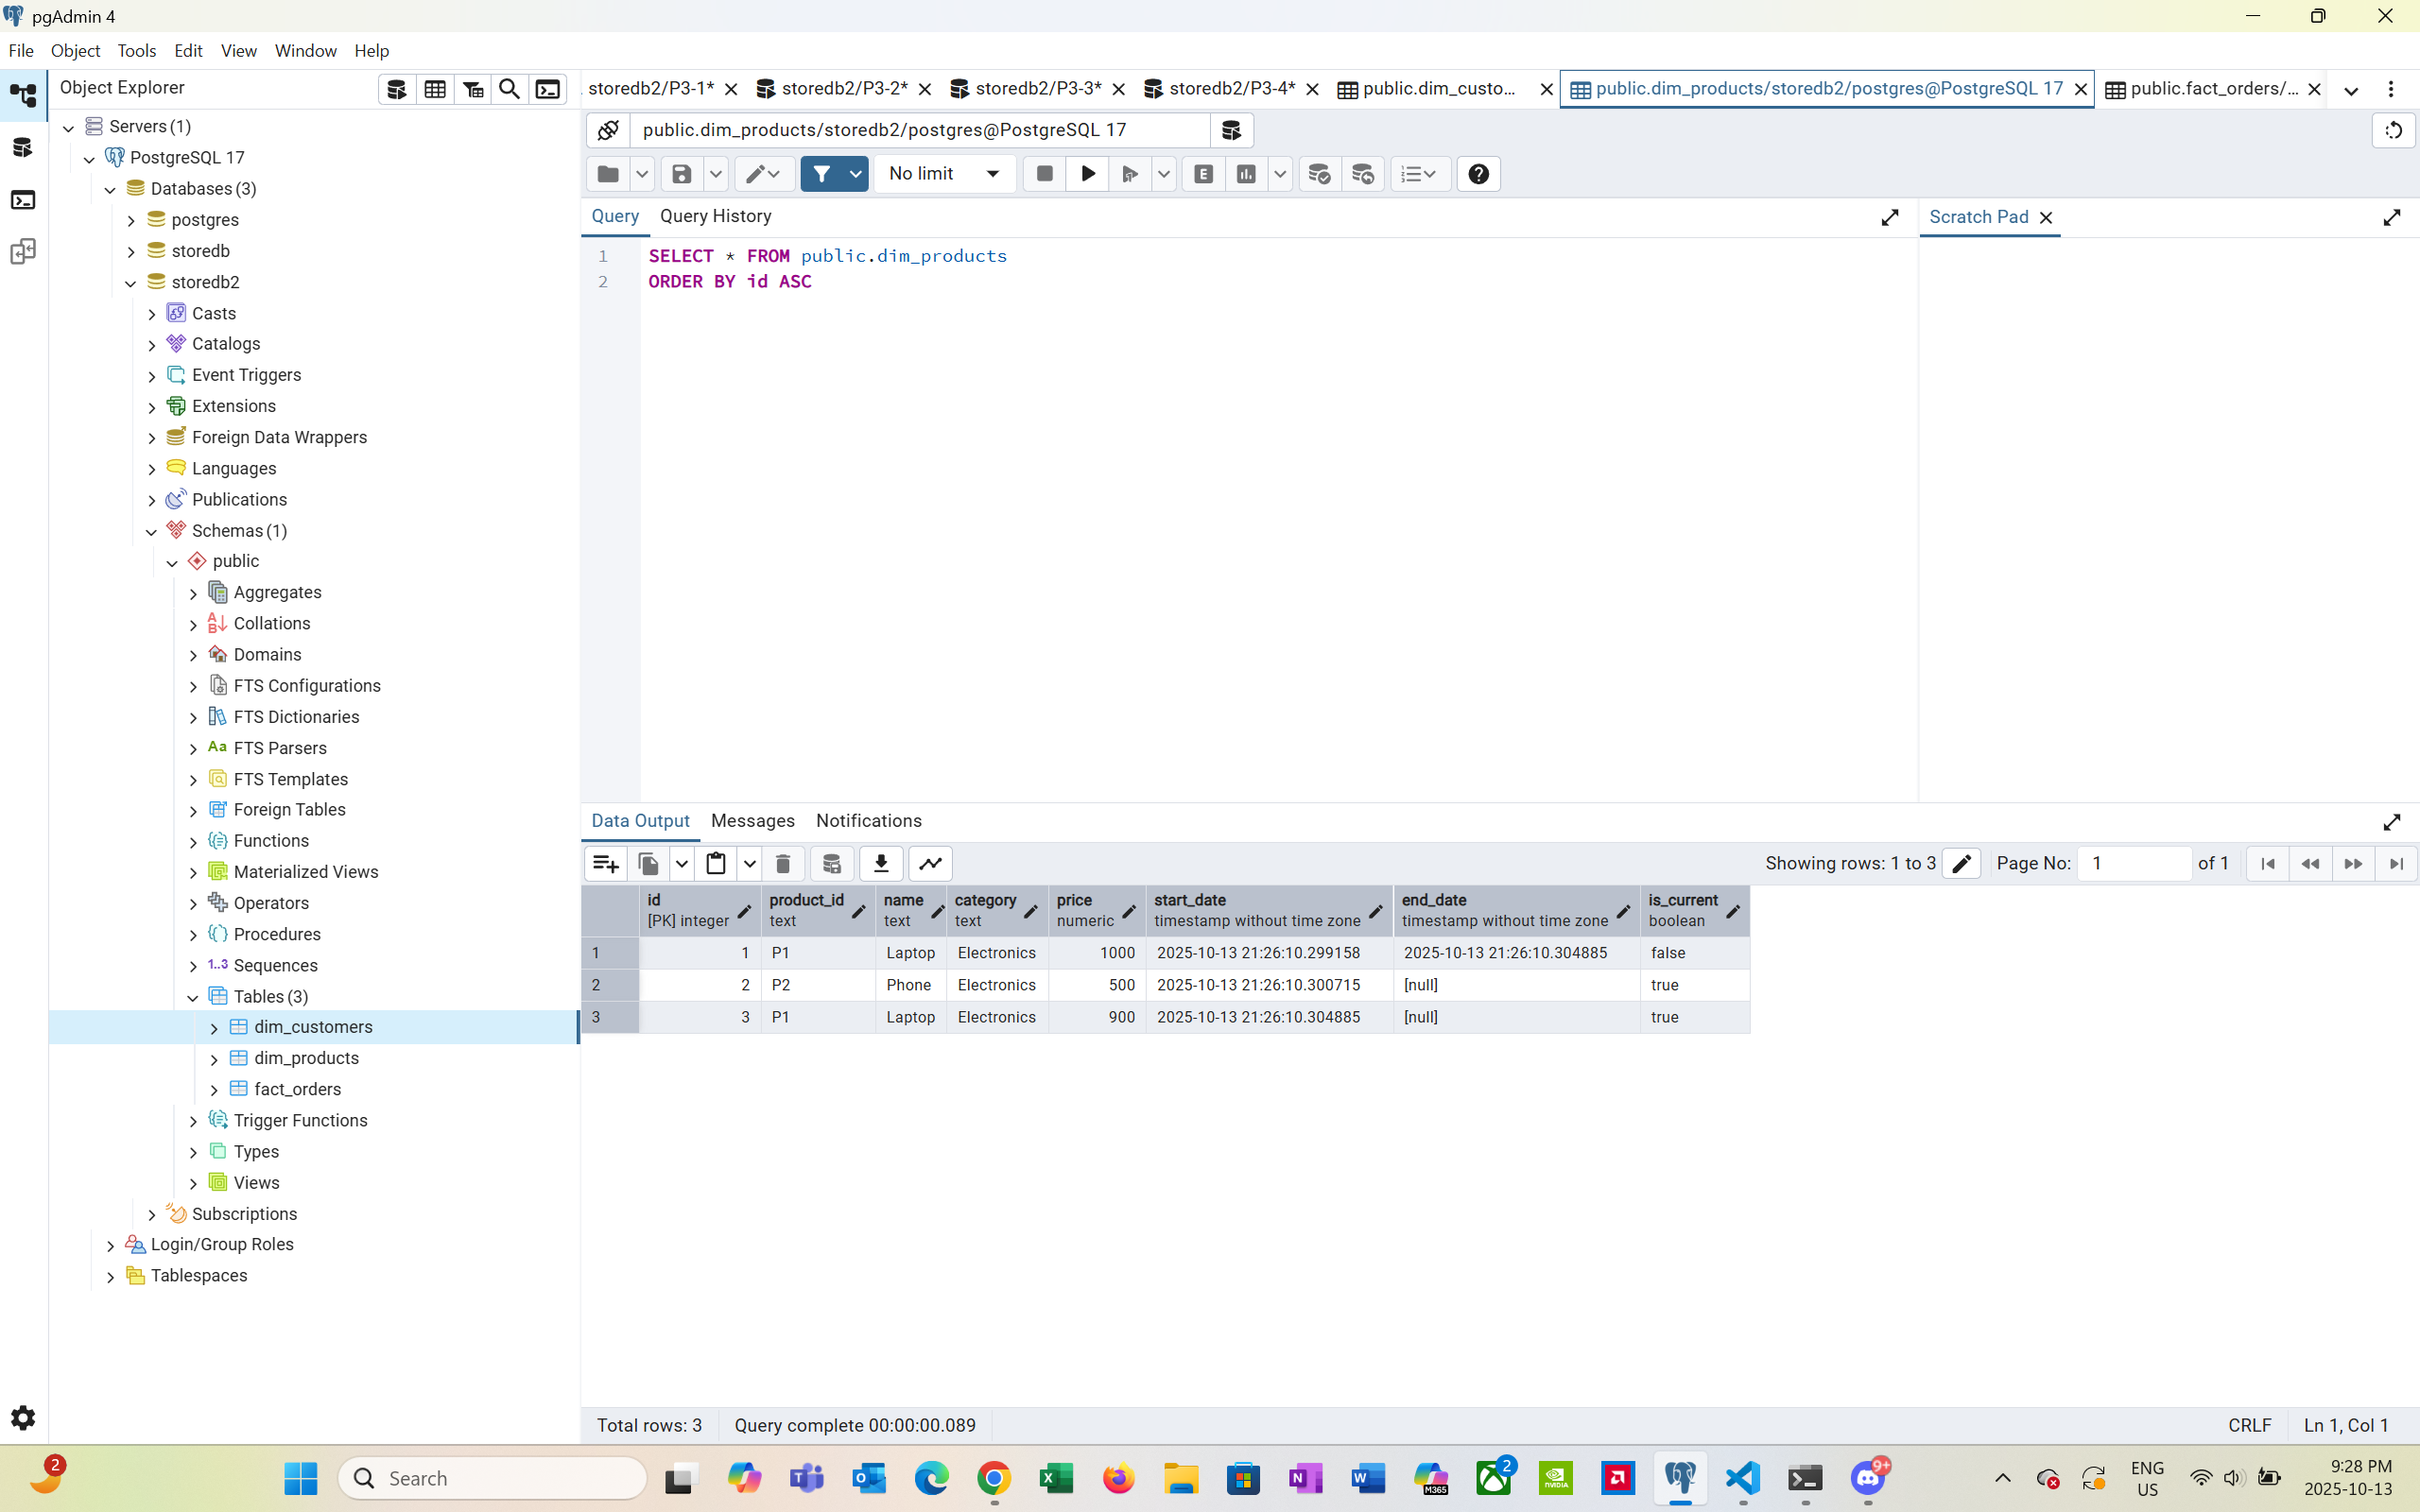 pgAdmin 4
File Object Tools Edit View Window Help
Object Explorer
storedb2/P3-1* storedb2/P3-2* storedb2/P3-3* storedb2/P3-4* public.dim_custo... public.dim_products/storedb2/postgres@PostgreSQL 17 public.fact_orders/...
Servers (1)
PostgreSQL 17
Databases (3)
postgres
storedb
storedb2
Casts
Catalogs
Event Triggers
Extensions
Foreign Data Wrappers
Languages
Publications
Schemas (1)
public
Aggregates
Collations
Domains
FTS Configurations
FTS Dictionaries
Aa FTS Parsers
FTS Templates
Foreign Tables
Functions
Materialized Views
Operators
Procedures
1..3 Sequences
Tables (3)
dim_customers
dim_products
fact_orders
Trigger Functions
Types
Views
Subscriptions
Login/Group Roles
Tablespaces
public.dim_products/storedb2/postgres@PostgreSQL 17
No limit
E
Query Query History
Scratch Pad
1 SELECT * FROM public.dim_products
2 ORDER BY id ASC
Data Output Messages Notifications
Showing rows: 1 to 3 Page No: 1 of 1
id product_id name category price start_date end_date is_current
[PK] integer text text text numeric timestamp without time zone timestamp without time zone boolean
1 1 P1 Laptop Electronics 1000 2025-10-13 21:26:10.299158 2025-10-13 21:26:10.304885 false
2 2 P2 Phone Electronics 500 2025-10-13 21:26:10.300715 [null] true
3 3 P1 Laptop Electronics 900 2025-10-13 21:26:10.304885 [null] true
Total rows: 3 Query complete 00:00:00.089
CRLF Ln 1, Col 1
2
Search
M365
2
NVIDIA
9+
ENG
US
9:28 PM
2025-10-13